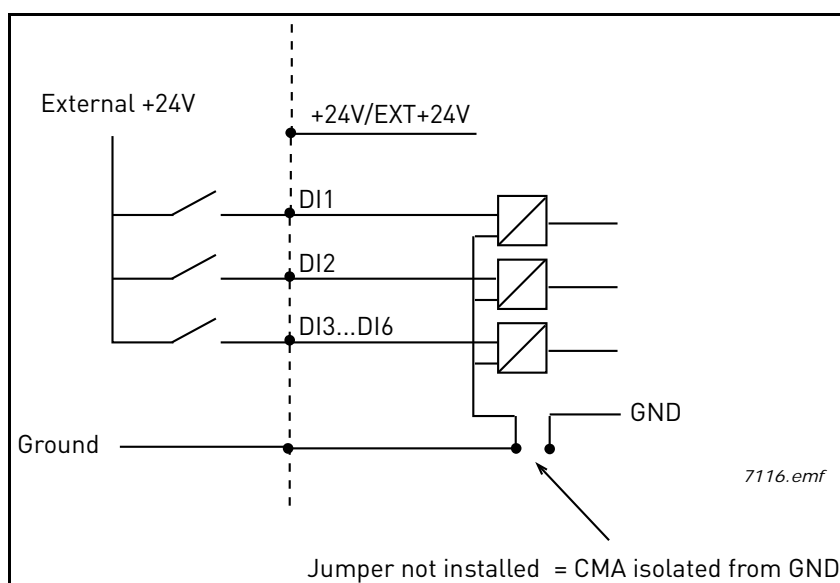 External +24V
+24V/EXT+24V
DI1
DI2
DI3...DI6
GND
Ground
7116.emf
Jumper not installed = CMA isolated from GND